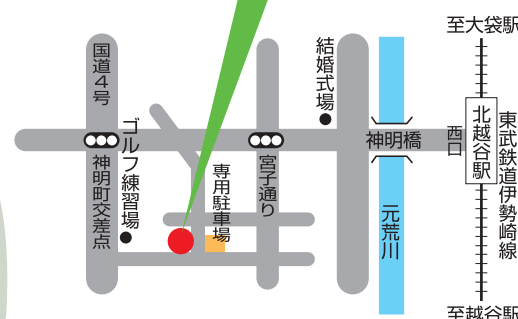 至大袋駅
国道4号
結婚式場
ゴルフ練習場
神明町交差点
専用駐車場
宮子通り
神明橋
西口
北越谷駅
東武鉄道伊勢崎線
元荒川
至越谷駅